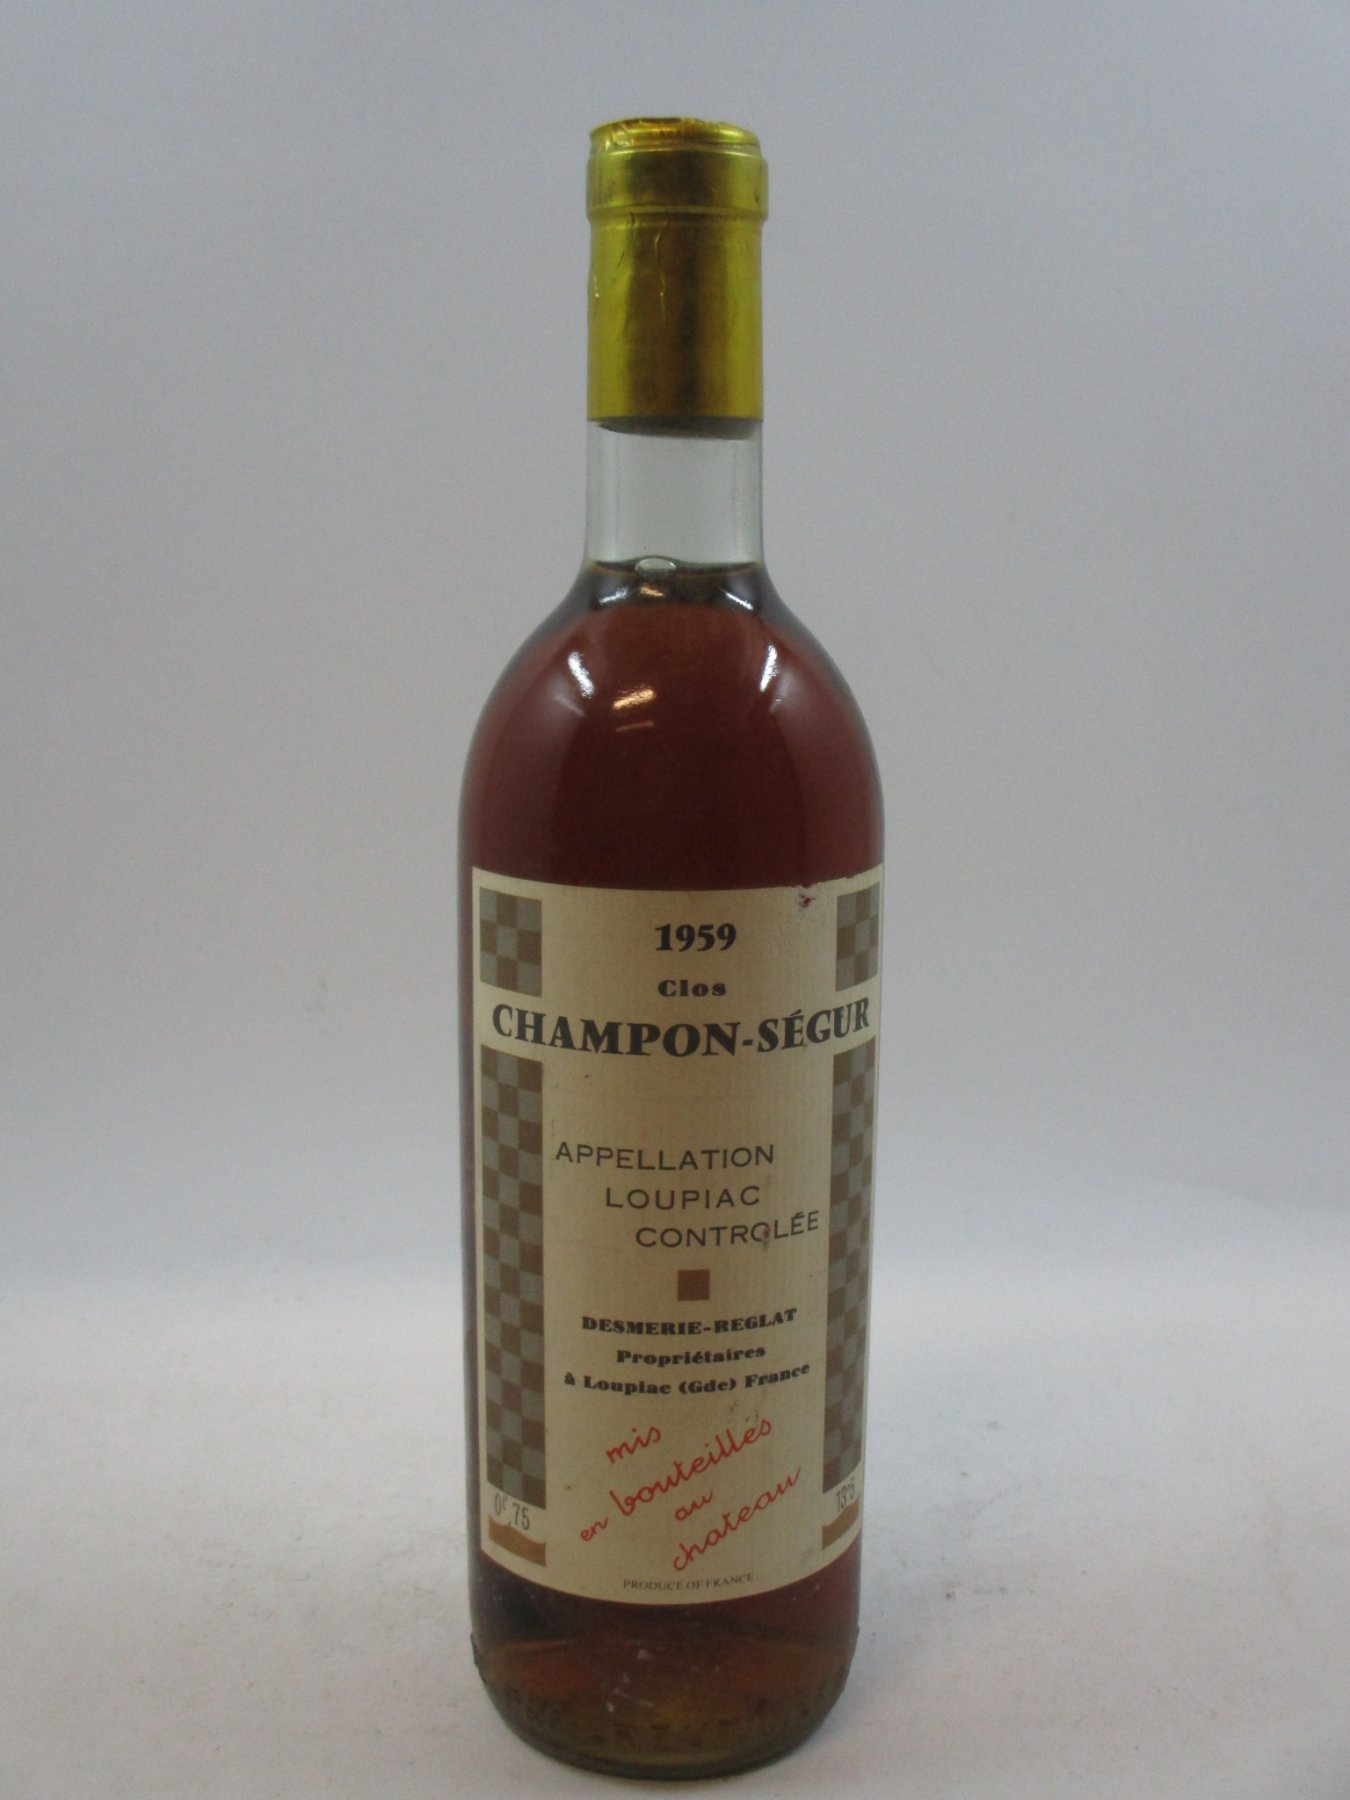 1959
Clos
CHAMPON-SÉGUR
APPELLATION
LOUPIAC
CONTROLÉE
DESMERIE-REGLAT
Propriétaires
à Loupiac (Gde) France
mis
en bouteilles
au
chateau
0ˡ 75
13°5
PRODUCE OF FRANCE